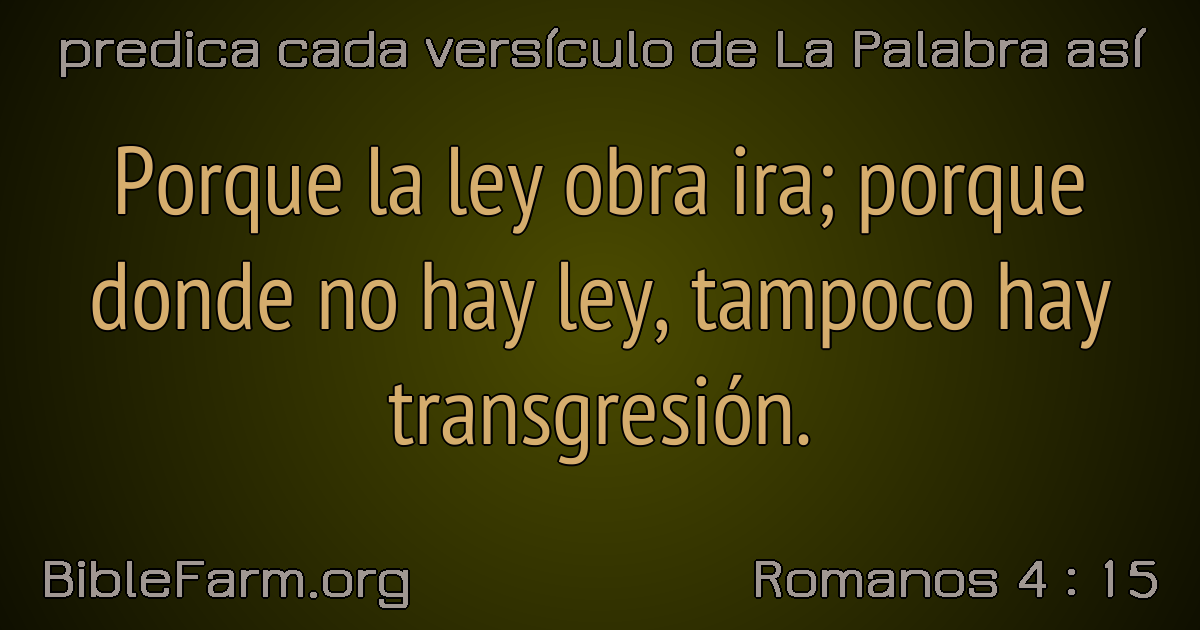 predica cada versículo de La Palabra así
Porque la ley obra ira; porque
donde no hay ley, tampoco hay
transgresión.
BibleFarm.org
Romanos 4 : 15